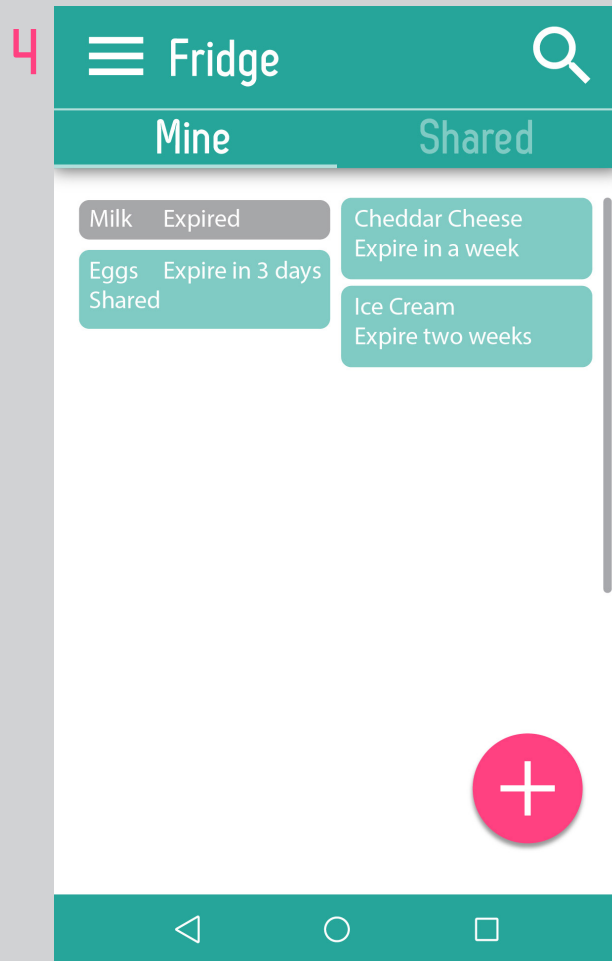 4
Fridge
Mine
Shared
Milk Expired
Eggs Expire in 3 days
Shared
Cheddar Cheese
Expire in a week
Ice Cream
Expire two weeks